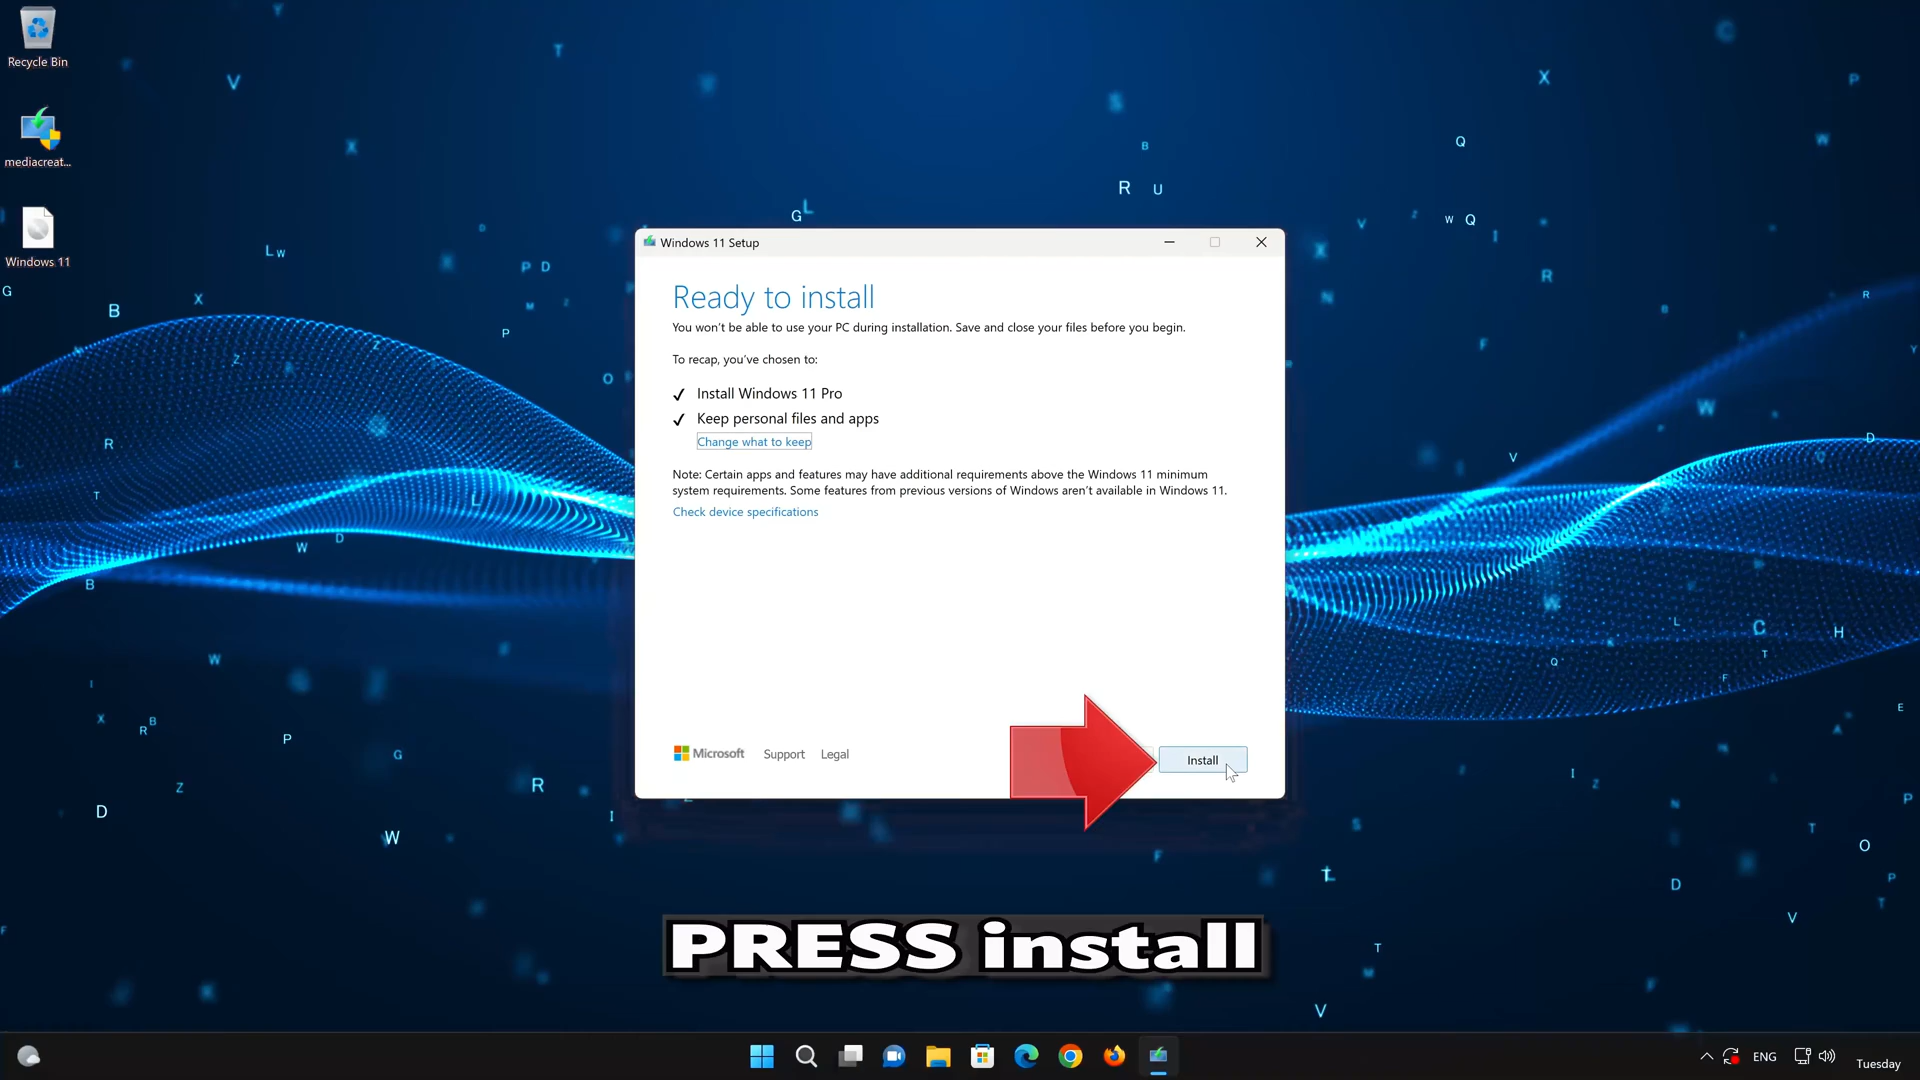 Recycle Bin
mediacreat...
Windows 11
Windows 11 Setup
Ready to install
You won't be able to use your PC during installation. Save and close your files before you begin.
To recap, you've chosen to:
✓ Install Windows 11 Pro
✓ Keep personal files and apps
Change what to keep
Note: Certain apps and features may have additional requirements above the Windows 11 minimum
system requirements. Some features from previous versions of Windows aren't available in Windows 11.
Check device specifications
Microsoft Support Legal
Install
PRESS install
ENG
Tuesday